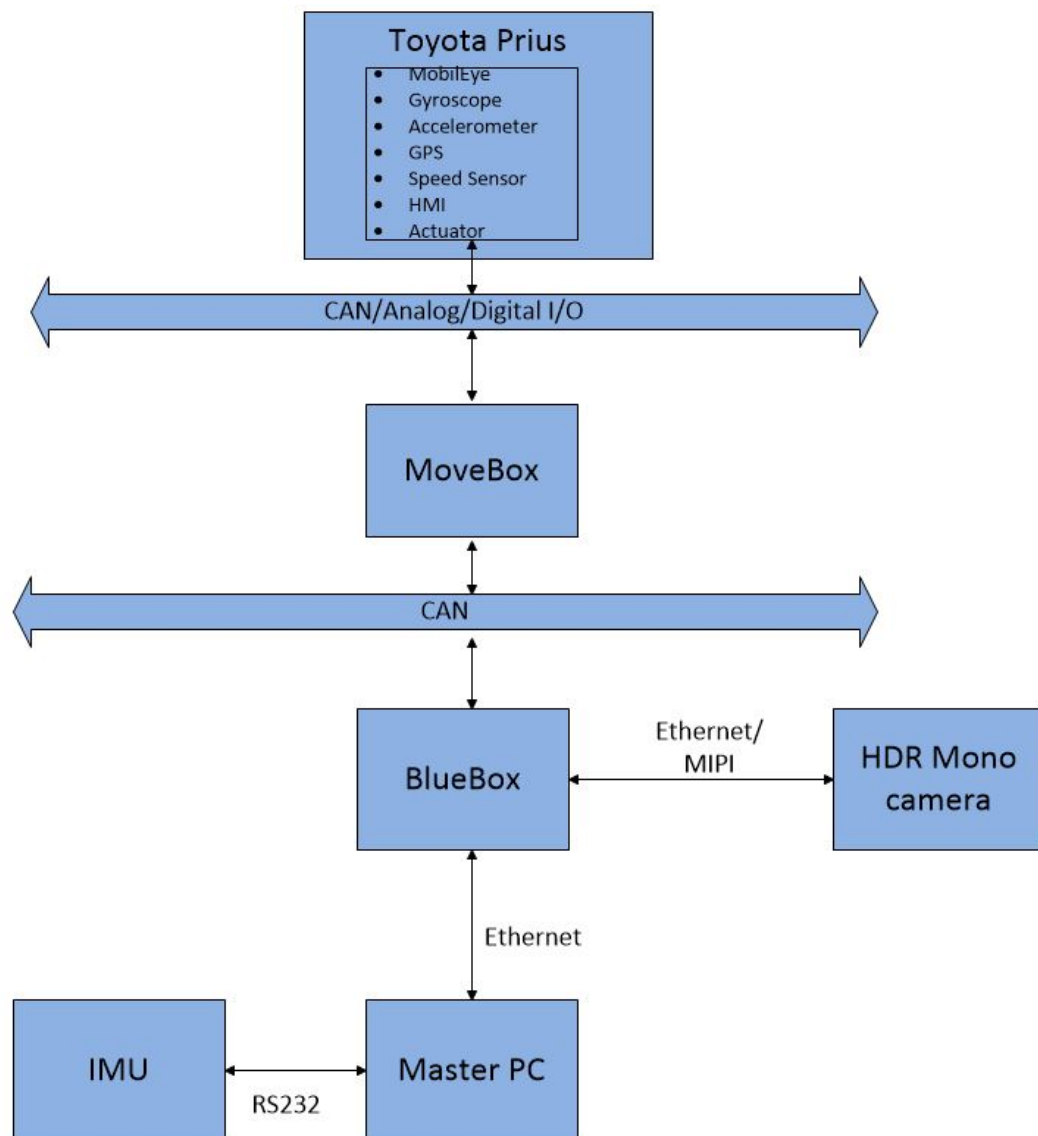 Toyota Prius
• MobilEye
• Gyroscope
• Accelerometer
• GPS
• Speed Sensor
• HMI
• Actuator
CAN/Analog/Digital I/O
MoveBox
CAN
BlueBox
Ethernet/
MIPI
HDR Mono
camera
Ethernet
IMU
RS232
Master PC